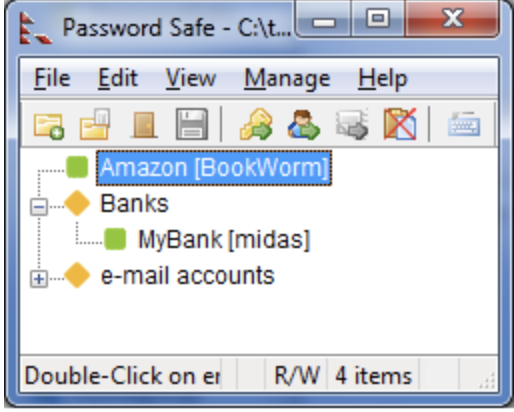 Password Safe - C:\t...
File Edit View Manage Help
Amazon [BookWorm]
Banks
MyBank [midas]
e-mail accounts
Double-Click on er R/W 4 items